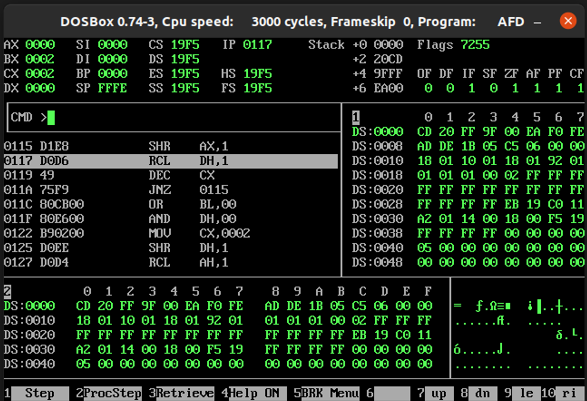 DOSBox 0.74-3, Cpu speed: 3000 cycles, Frameskip 0, Program: AFD
AX 0000 SI 0000 CS 19F5 IP 0117 Stack +0 0000 Flags 7255
BX 0002 DI 0000 DS 19F5 +2 20CD
CX 0002 BP 0000 ES 19F5 HS 19F5 +4 9FFF OF DF IF SF ZF AF PF CF
DX 0000 SP FFFE SS 19F5 FS 19F5 +6 EA00 0 0 1 0 1 1 1 1
CMD >
1 0 1 2 3 4 5 6 7
DS:0000 CD 20 FF 9F 00 EA F0 FE
DS:0008 AD DE 1B 05 C5 06 00 00
DS:0010 18 01 10 01 18 01 92 01
DS:0018 01 01 01 00 02 FF FF FF
DS:0020 FF FF FF FF FF FF FF FF
DS:0028 FF FF FF FF EB 19 C0 11
DS:0030 A2 01 14 00 18 00 F5 19
DS:0038 FF FF FF FF 00 00 00 00
DS:0040 05 00 00 00 00 00 00 00
DS:0048 00 00 00 00 00 00 00 00
0115 D1E8 SHR AX,1
0117 D0D6 RCL DH,1
0119 49 DEC CX
011A 75F9 JNZ 0115
011C 80CB00 OR BL,00
011F 80E600 AND DH,00
0122 B90200 MOV CX,0002
0125 D0EE SHR DH,1
0127 D0D4 RCL AH,1
2 0 1 2 3 4 5 6 7 8 9 A B C D E F
DS:0000 CD 20 FF 9F 00 EA F0 FE AD DE 1B 05 C5 06 00 00
DS:0010 18 01 10 01 18 01 92 01 01 01 01 00 02 FF FF FF
DS:0020 FF FF FF FF FF FF FF FF FF FF FF FF EB 19 C0 11
DS:0030 A2 01 14 00 18 00 F5 19 FF FF FF FF 00 00 00 00
DS:0040 05 00 00 00 00 00 00 00 00 00 00 00 00 00 00 00
= ƒ.Ω≡■ ¡▐..┼...
.......Æ. .....
δ.└.
ó.....J. ....
........ ........
1 Step 2ProcStep 3Retrieve 4Help ON 5BRK Menu 6 7 up 8 dn 9 le 10 ri